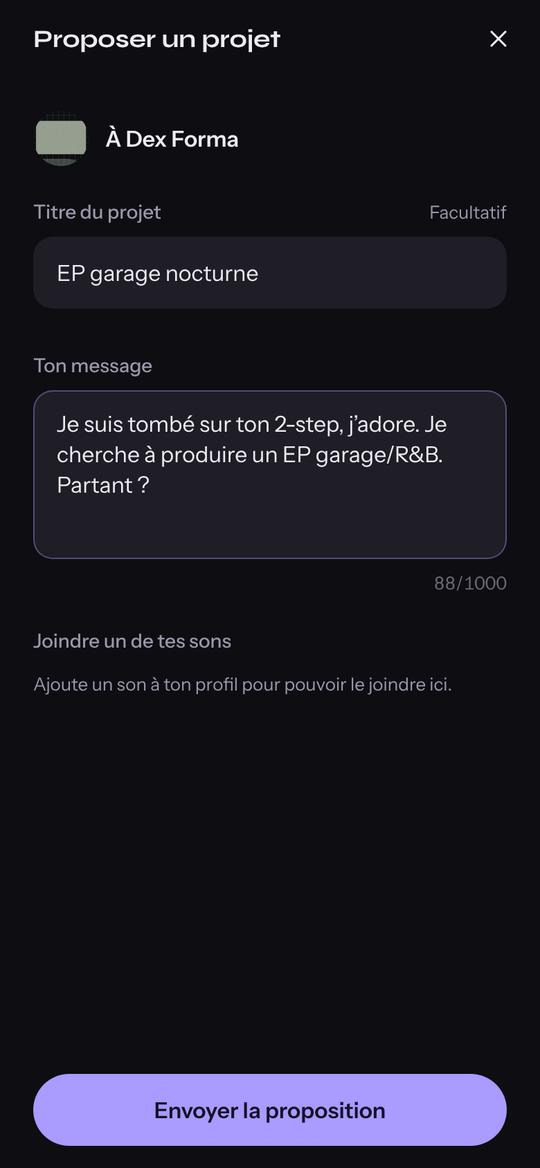 Proposer un projet
À Dex Forma
Titre du projet
Facultatif
EP garage nocturne
Ton message
Je suis tombé sur ton 2-step, j’adore. Je
cherche à produire un EP garage/R&B.
Partant ?
88/1000
Joindre un de tes sons
Ajoute un son à ton profil pour pouvoir le joindre ici.
Envoyer la proposition